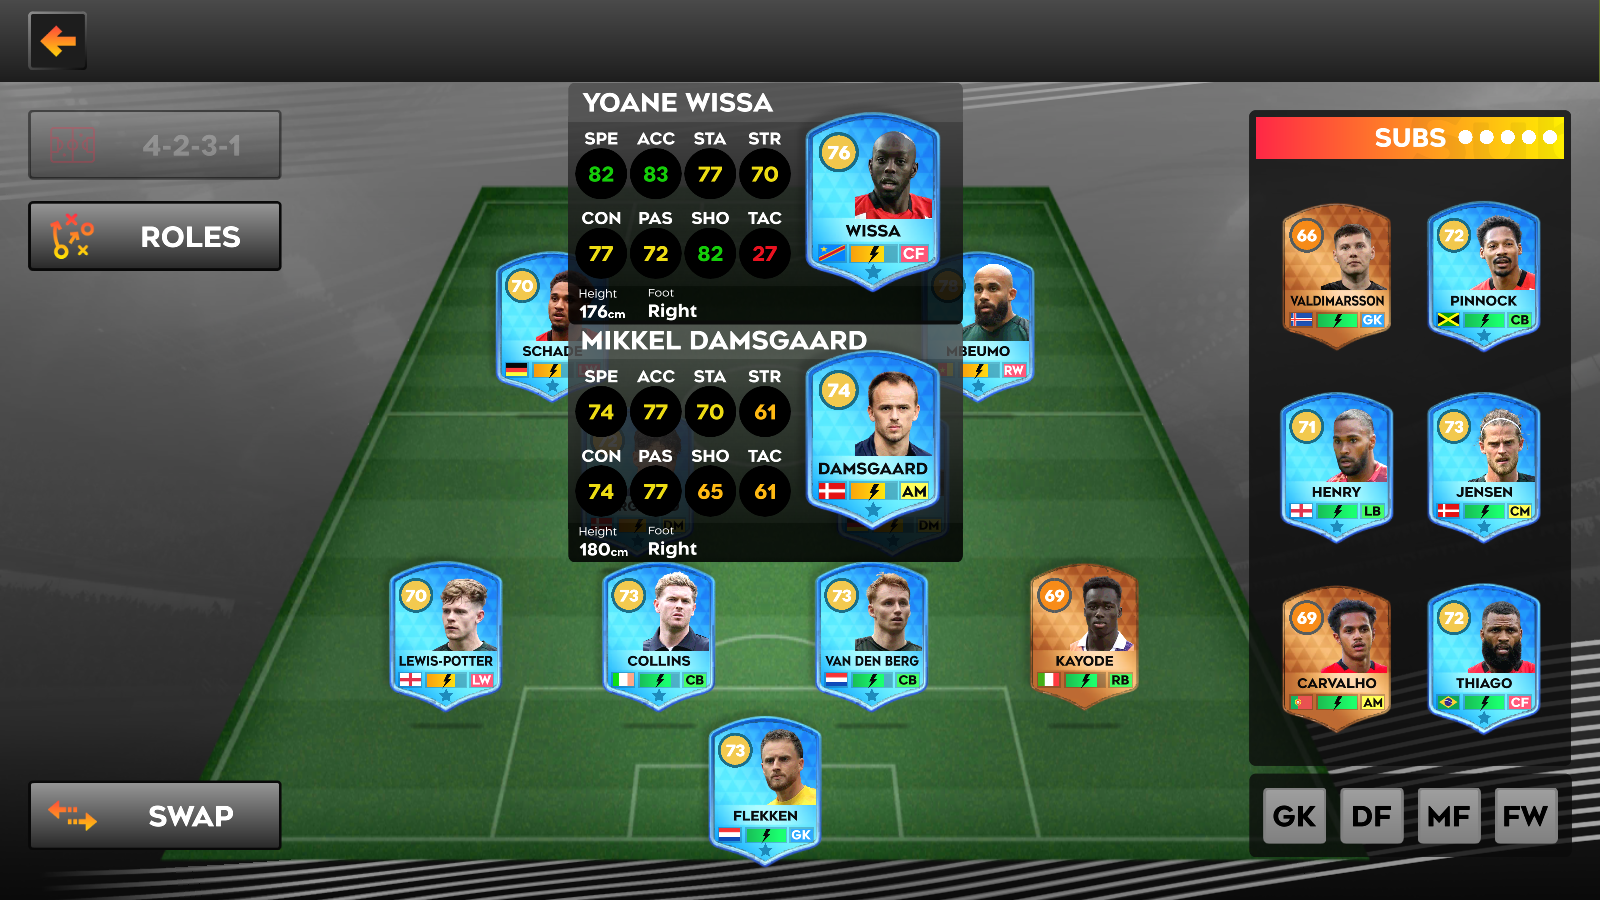 4-2-3-1
ROLES
SWAP
YOANE WISSA
SPE ACC STA STR
82 83 77 70
CON PAS SHO TAC
77 72 82 27
Height Foot
176cm Right
76
WISSA
CF
MIKKEL DAMSGAARD
SPE ACC STA STR
74 77 70 61
CON PAS SHO TAC
74 77 65 61
Height Foot
180cm Right
74
DAMSGAARD
AM
70
SCHADE
MBEUMO
RW
DM
DM
70
LEWIS-POTTER
LW
73
COLLINS
CB
73
VAN DEN BERG
CB
69
KAYODE
RB
73
FLEKKEN
GK
SUBS
66
VALDIMARSSON
GK
72
PINNOCK
CB
71
HENRY
LB
73
JENSEN
CM
69
CARVALHO
AM
72
THIAGO
CF
GK DF MF FW